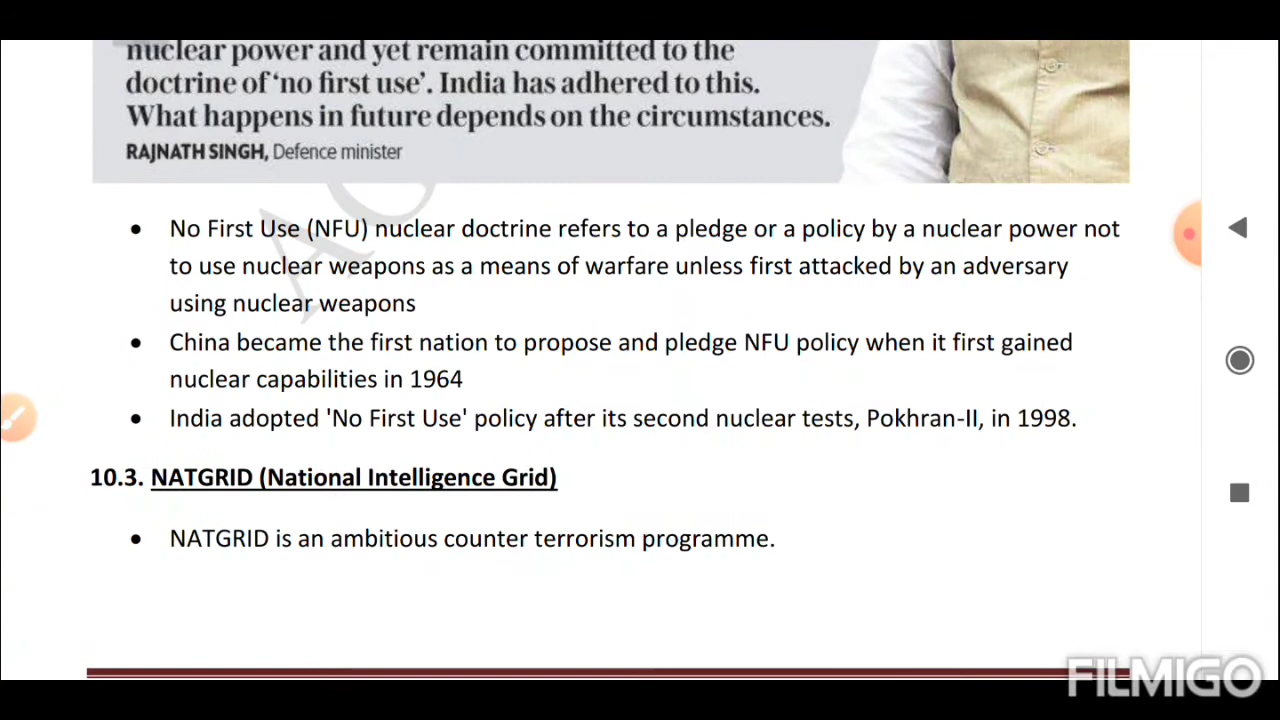 nuclear power and yet remain committed to the
doctrine of 'no first use'. India has adhered to this.
What happens in future depends on the circumstances.
RAJNATH SINGH, Defence minister
• No First Use (NFU) nuclear doctrine refers to a pledge or a policy by a nuclear power not
to use nuclear weapons as a means of warfare unless first attacked by an adversary
using nuclear weapons
• China became the first nation to propose and pledge NFU policy when it first gained
nuclear capabilities in 1964
• India adopted 'No First Use' policy after its second nuclear tests, Pokhran-II, in 1998.
10.3. NATGRID (National Intelligence Grid)
• NATGRID is an ambitious counter terrorism programme.
FILMIGO